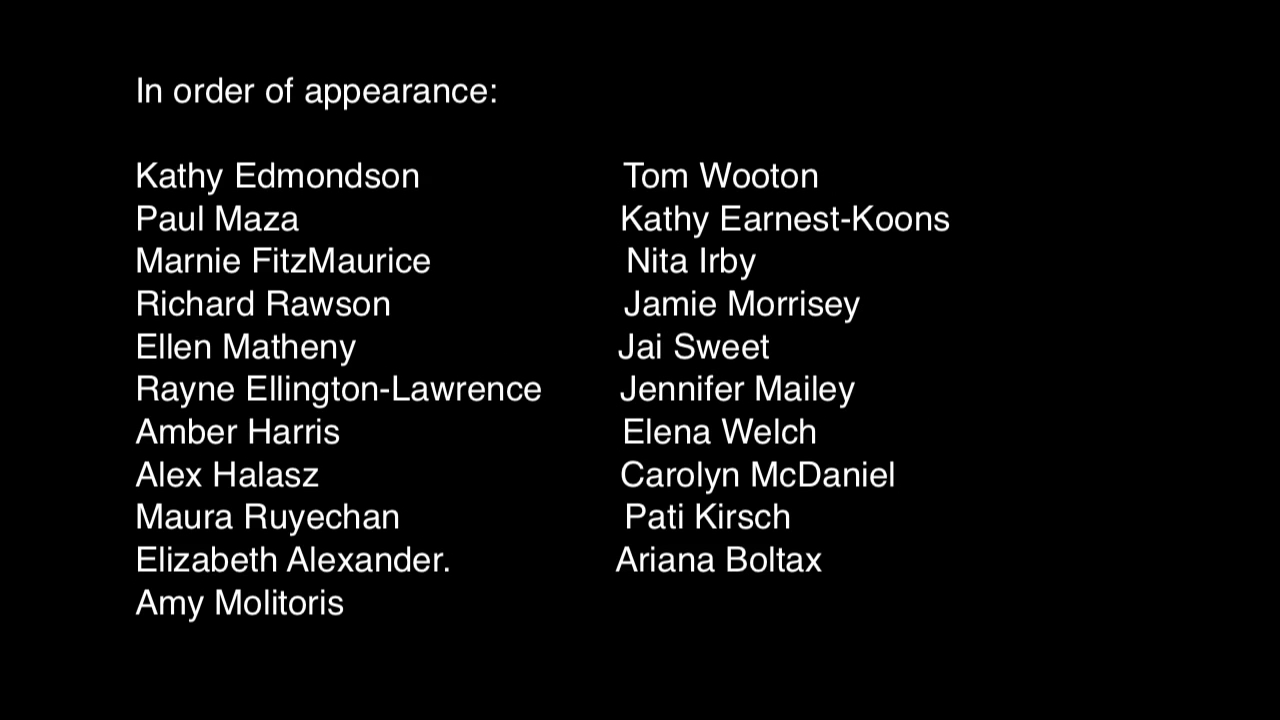 In order of appearance:
Kathy Edmondson
Paul Maza
Marnie FitzMaurice
Richard Rawson
Ellen Matheny
Rayne Ellington-Lawrence
Amber Harris
Alex Halasz
Maura Ruyechan
Elizabeth Alexander.
Amy Molitoris
Tom Wooton
Kathy Earnest-Koons
Nita Irby
Jamie Morrisey
Jai Sweet
Jennifer Mailey
Elena Welch
Carolyn McDaniel
Pati Kirsch
Ariana Boltax